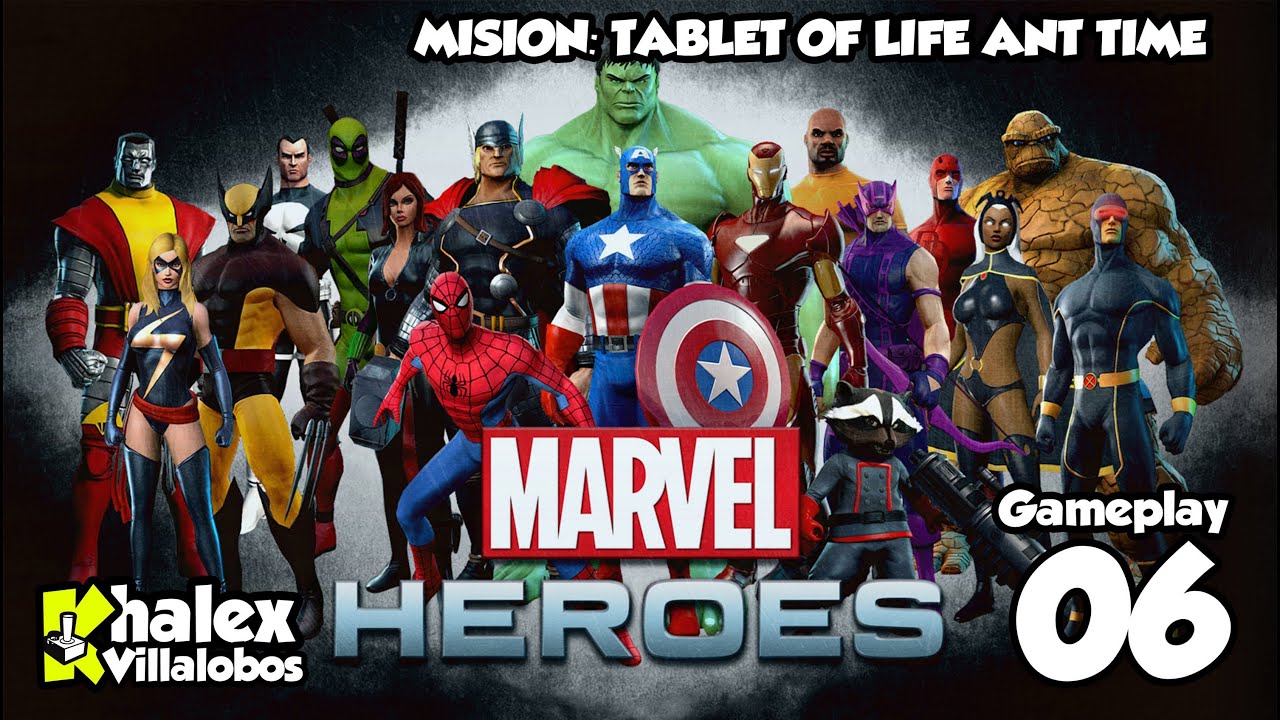 MISION: TABLET OF LIFE ANT TIME
MARVEL
HEROES
Gameplay
06
Khalex
Villalobos